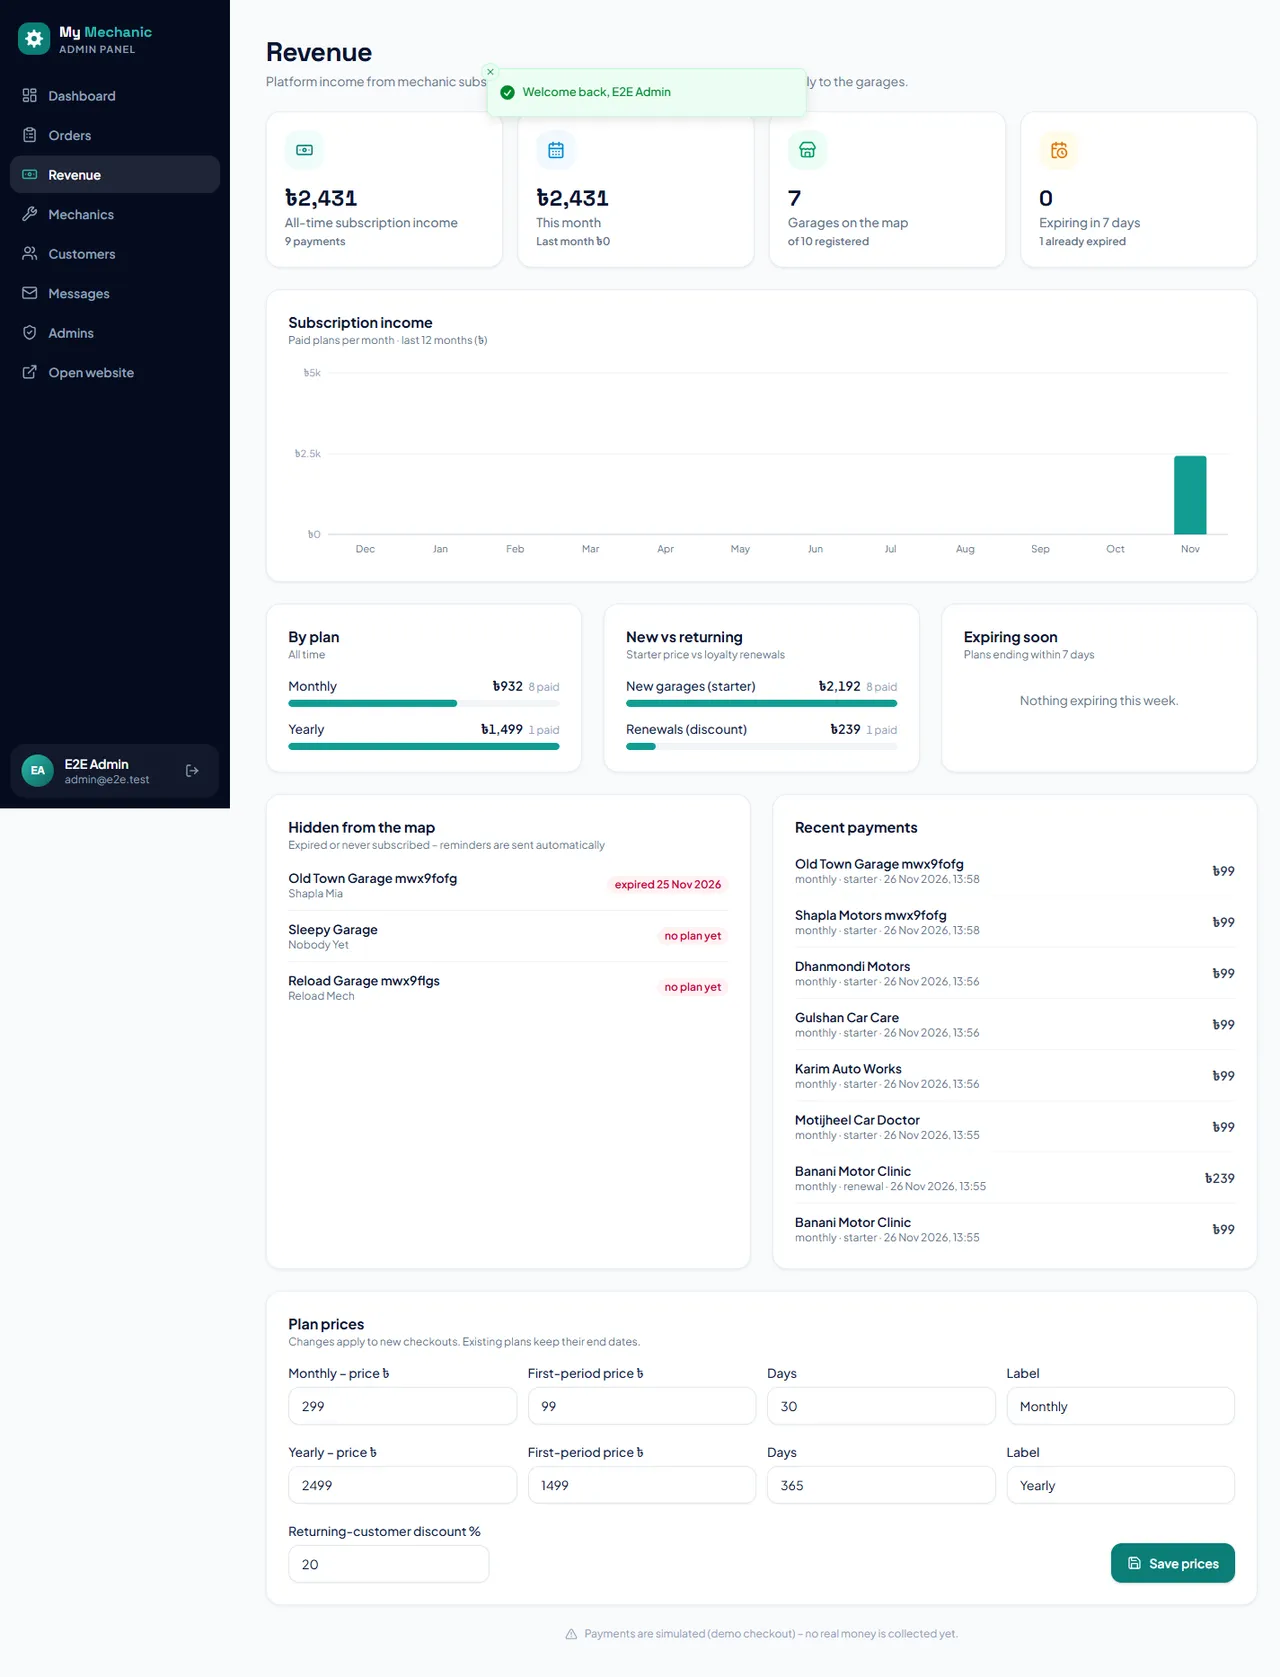 My Mechanic
ADMIN PANEL
Dashboard
Orders
Revenue
Mechanics
Customers
Messages
Admins
Open website
E2E Admin
EA
admin@e2e.test
Revenue
Platform income from mechanic subs
ly to the garages.
Welcome back, E2E Admin
৳2,431
All-time subscription income
9 payments
৳2,431
This month
Last month ৳0
7
Garages on the map
of 10 registered
0
Expiring in 7 days
1 already expired
Subscription income
Paid plans per month · last 12 months (৳)
৳5k
৳2.5k
৳0
Dec Jan Feb Mar Apr May Jun Jul Aug Sep Oct Nov
By plan
All time
Monthly ৳932 8 paid
Yearly ৳1,499 1 paid
New vs returning
Starter price vs loyalty renewals
New garages (starter) ৳2,192 8 paid
Renewals (discount) ৳239 1 paid
Expiring soon
Plans ending within 7 days
Nothing expiring this week.
Hidden from the map
Expired or never subscribed – reminders are sent automatically
Old Town Garage mwx9fofg
Shapla Mia
expired 25 Nov 2026
Sleepy Garage
Nobody Yet
no plan yet
Reload Garage mwx9flgs
Reload Mech
no plan yet
Recent payments
Old Town Garage mwx9fofg
monthly · starter · 26 Nov 2026, 13:58
৳99
Shapla Motors mwx9fofg
monthly · starter · 26 Nov 2026, 13:58
৳99
Dhanmondi Motors
monthly · starter · 26 Nov 2026, 13:56
৳99
Gulshan Car Care
monthly · starter · 26 Nov 2026, 13:56
৳99
Karim Auto Works
monthly · starter · 26 Nov 2026, 13:56
৳99
Motijheel Car Doctor
monthly · starter · 26 Nov 2026, 13:55
৳99
Banani Motor Clinic
monthly · renewal · 26 Nov 2026, 13:55
৳239
Banani Motor Clinic
monthly · starter · 26 Nov 2026, 13:55
৳99
Plan prices
Changes apply to new checkouts. Existing plans keep their end dates.
Monthly – price ৳ First-period price ৳ Days Label
299 99 30 Monthly
Yearly – price ৳ First-period price ৳ Days Label
2499 1499 365 Yearly
Returning-customer discount %
20
Save prices
Payments are simulated (demo checkout) – no real money is collected yet.